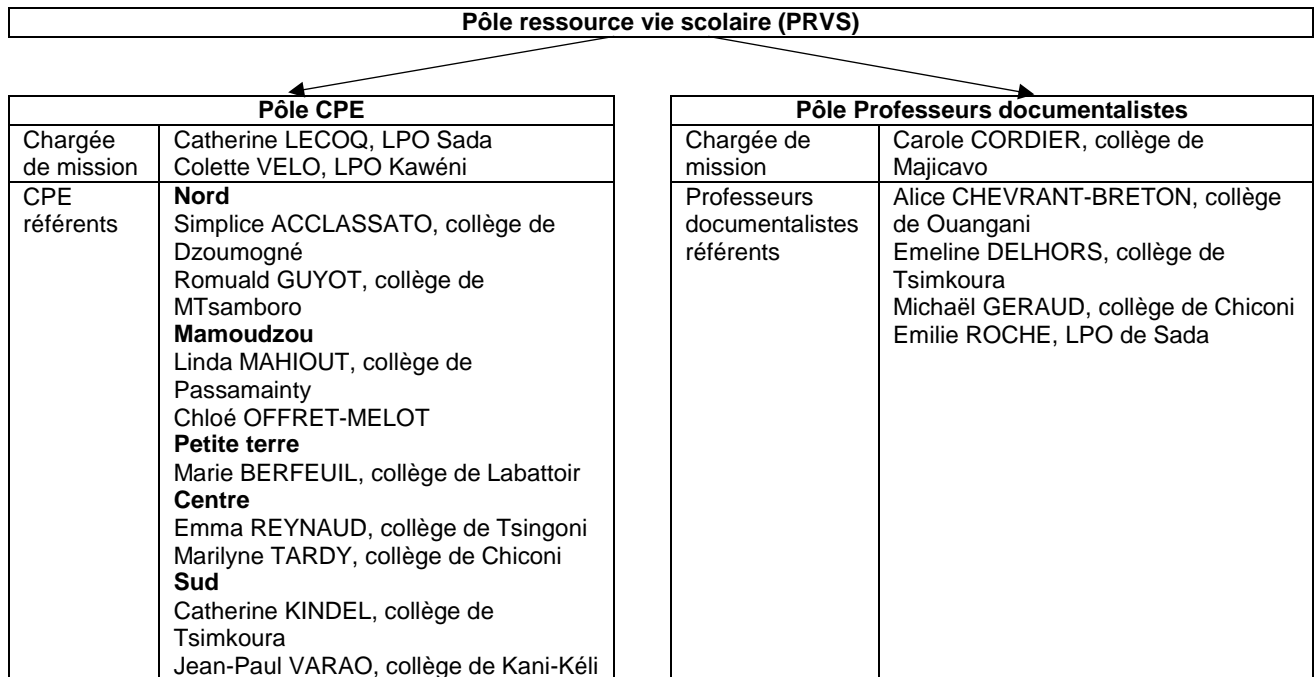 Pôle ressource vie scolaire (PRVS)
Pôle CPE
Chargée
de mission
Catherine LECOQ, LPO Sada
Colette VELO, LPO Kawéni
CPE
référents
Nord
Simplice ACCLASSATO, collège de
Dzoumogné
Romuald GUYOT, collège de
MTsamboro
Mamoudzou
Linda MAHIOUT, collège de
Passamainty
Chloé OFFRET-MELOT
Petite terre
Marie BERFEUIL, collège de Labattoir
Centre
Emma REYNAUD, collège de Tsingoni
Marilyne TARDY, collège de Chiconi
Sud
Catherine KINDEL, collège de
Tsimkoura
Jean-Paul VARAO, collège de Kani-Kéli
Pôle Professeurs documentalistes
Chargée de
mission
Carole CORDIER, collège de
Majicavo
Professeurs
documentalistes
référents
Alice CHEVRANT-BRETON, collège
de Ouangani
Emeline DELHORS, collège de
Tsimkoura
Michaël GERAUD, collège de Chiconi
Emilie ROCHE, LPO de Sada